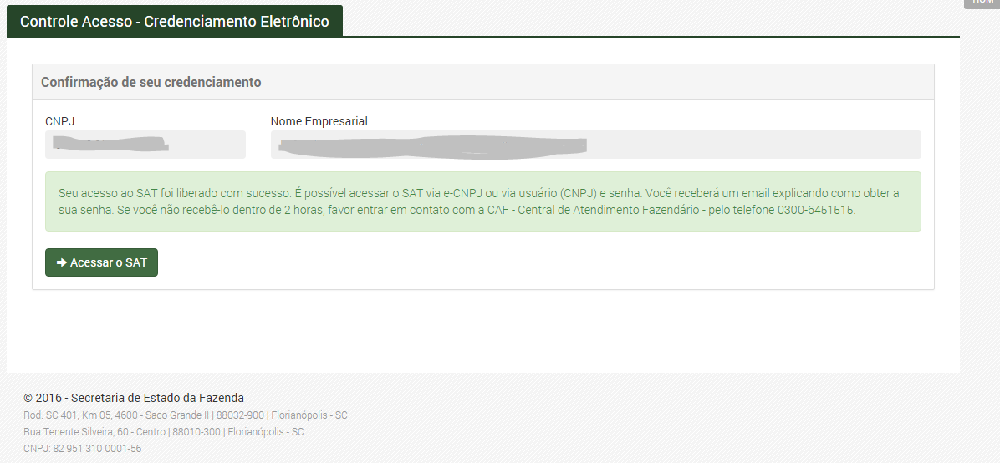 Controle Acesso - Credenciamento Eletrônico
Confirmação de seu credenciamento
CNPJ
Nome Empresarial
Seu acesso ao SAT foi liberado com sucesso. É possível acessar o SAT via e-CNPJ ou via usuário (CNPJ) e senha. Você receberá um email explicando como obter a
sua senha. Se você não recebê-lo dentro de 2 horas, favor entrar em contato com a CAF - Central de Atendimento Fazendário - pelo telefone 0300-6451515.
Acessar o SAT
© 2016 - Secretaria de Estado da Fazenda
Rod. SC 401, Km 05, 4600 - Saco Grande II | 88032-900 | Florianópolis - SC
Rua Tenente Silveira, 60 - Centro | 88010-300 | Florianópolis - SC
CNPJ: 82 951 310 0001-56